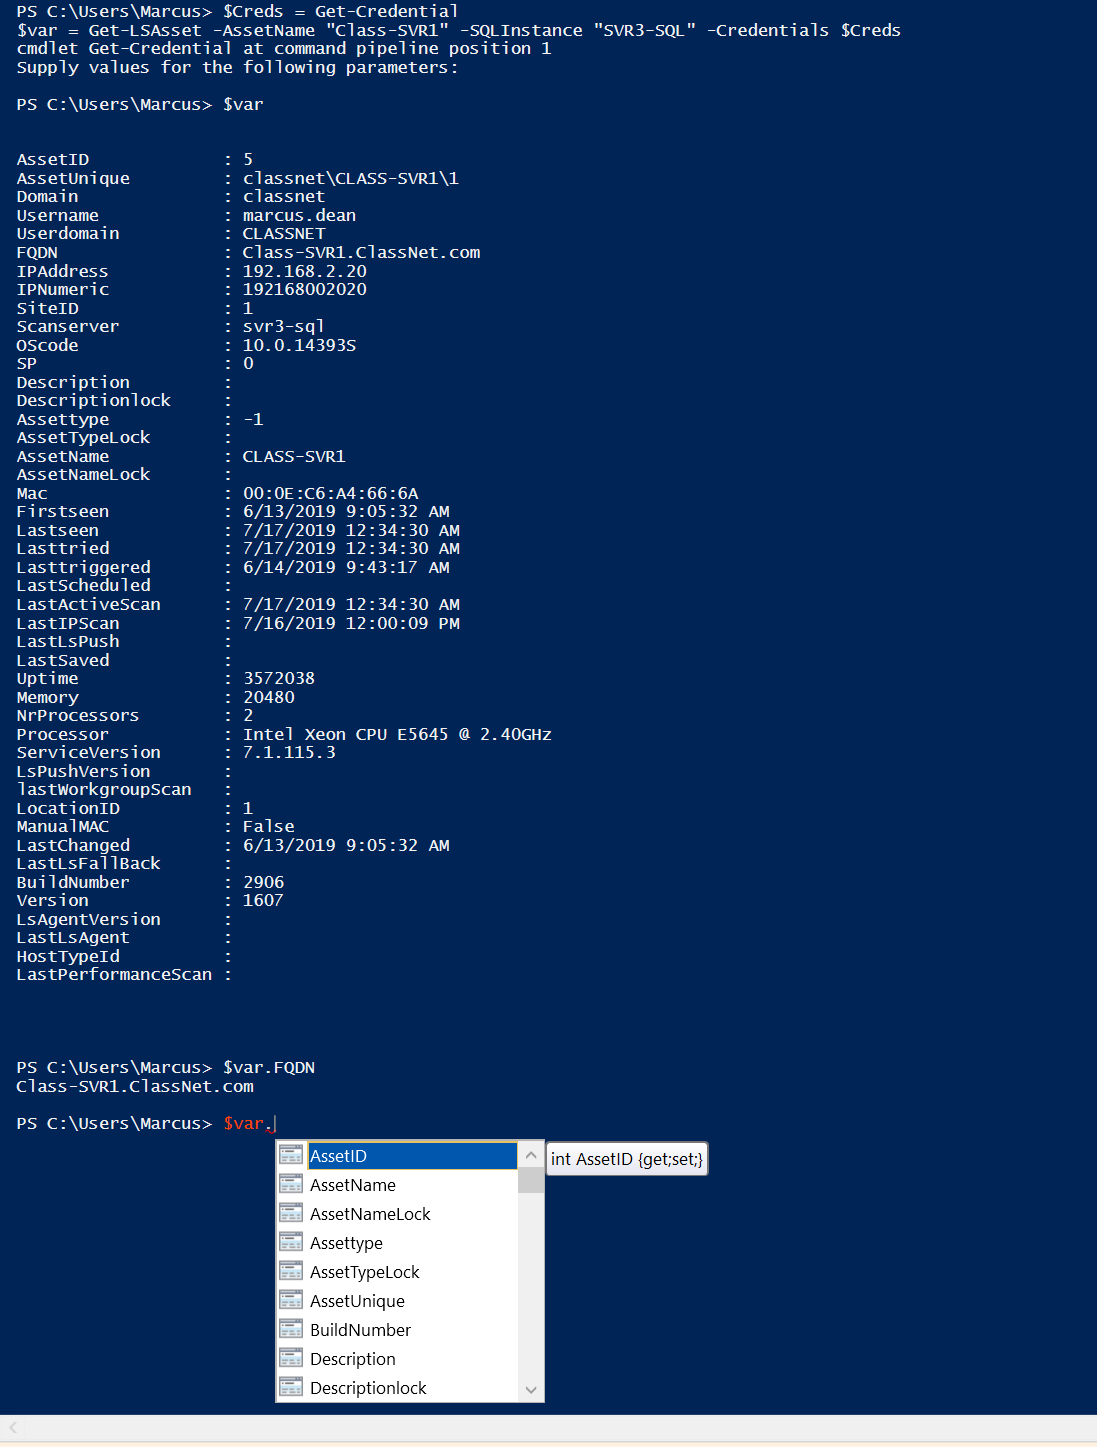 PS C:\Users\Marcus> $Creds = Get-Credential
$var = Get-LSAsset -AssetName "Class-SVR1" -SQLInstance "SVR3-SQL" -Credentials $Creds
cmdlet Get-Credential at command pipeline position 1
Supply values for the following parameters:
PS C:\Users\Marcus> $var
AssetID : 5
AssetUnique : classnet\CLASS-SVR1\1
Domain : classnet
Username : marcus.dean
Userdomain : CLASSNET
FQDN : Class-SVR1.ClassNet.com
IPAddress : 192.168.2.20
IPNumeric : 192168002020
SiteID : 1
Scanserver : svr3-sql
OScode : 10.0.14393S
SP : 0
Description :
Descriptionlock :
Assettype : -1
AssetTypeLock :
AssetName : CLASS-SVR1
AssetNameLock :
Mac : 00:0E:C6:A4:66:6A
Firstseen : 6/13/2019 9:05:32 AM
Lastseen : 7/17/2019 12:34:30 AM
Lasttried : 7/17/2019 12:34:30 AM
Lasttriggered : 6/14/2019 9:43:17 AM
LastScheduled :
LastActiveScan : 7/17/2019 12:34:30 AM
LastIPScan : 7/16/2019 12:00:09 PM
LastLsPush :
LastSaved :
Uptime : 3572038
Memory : 20480
NrProcessors : 2
Processor : Intel Xeon CPU E5645 @ 2.40GHz
ServiceVersion : 7.1.115.3
LsPushVersion :
lastWorkgroupScan :
LocationID : 1
ManualMAC : False
LastChanged : 6/13/2019 9:05:32 AM
LastLsFallBack :
BuildNumber : 2906
Version : 1607
LsAgentVersion :
LastLsAgent :
HostTypeId :
LastPerformanceScan :
PS C:\Users\Marcus> $var.FQDN
Class-SVR1.ClassNet.com
PS C:\Users\Marcus> $var.
AssetID
int AssetID {get;set;}
AssetName
AssetNameLock
Assettype
AssetTypeLock
AssetUnique
BuildNumber
Description
Descriptionlock